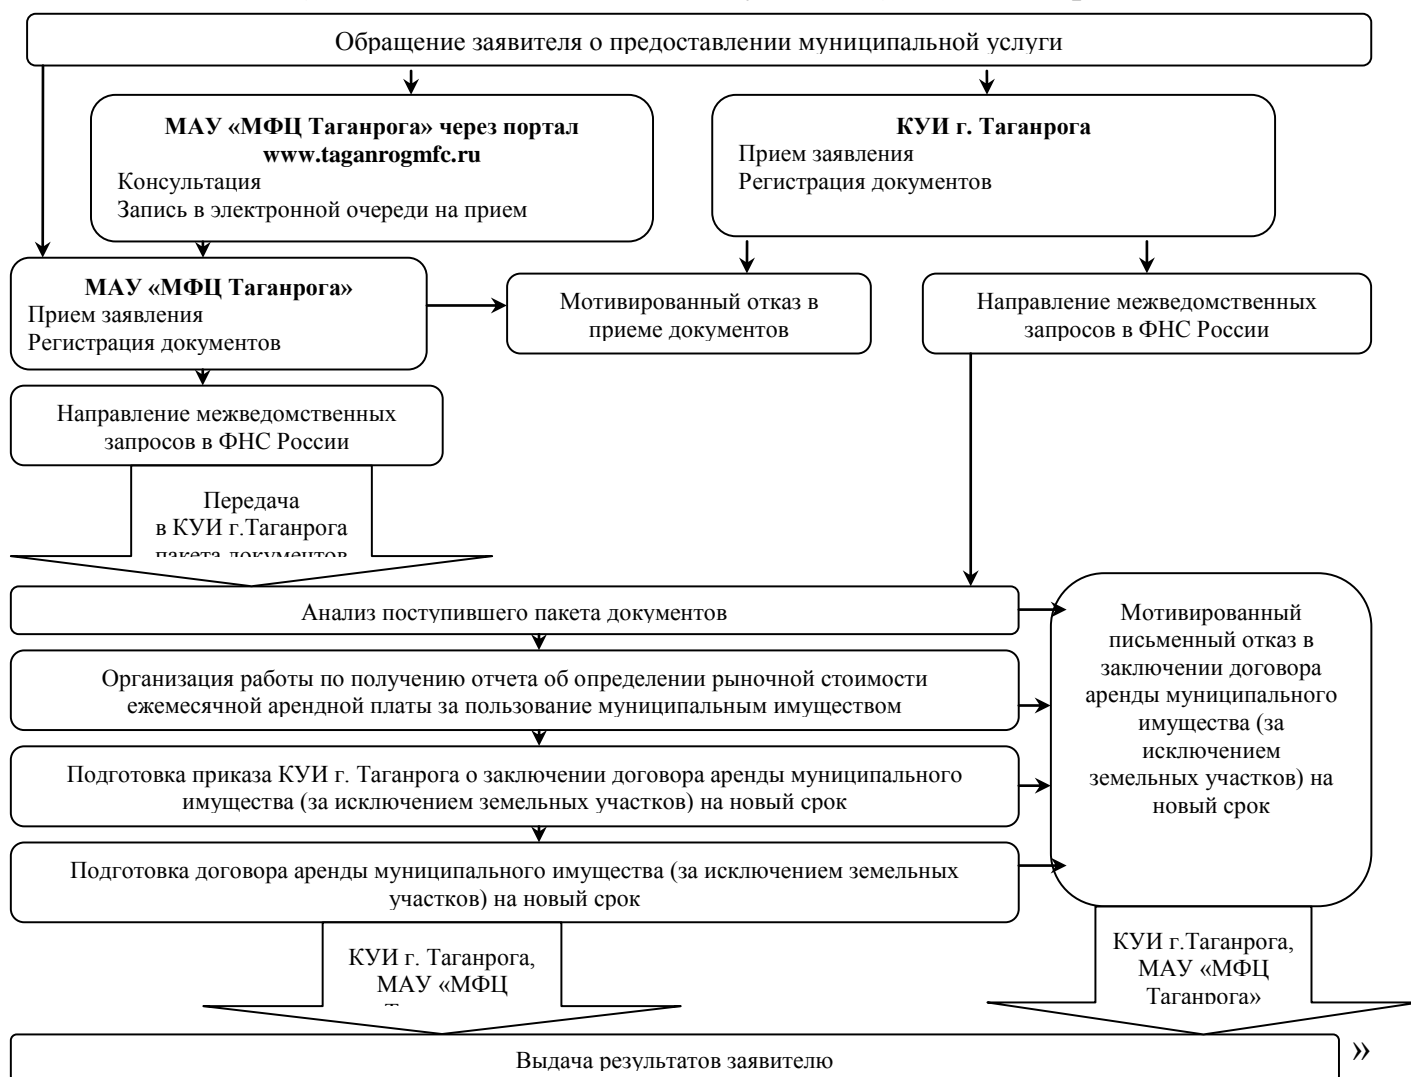 Обращение заявителя о предоставлении муниципальной услуги
МАУ «МФЦ Таганрога» через портал
www.taganrogmfc.ru
Консультация
Запись в электронной очереди на прием
КУИ г. Таганрога
Прием заявления
Регистрация документов
МАУ «МФЦ Таганрога»
Прием заявления
Регистрация документов
Мотивированный отказ в
приеме документов
Направление межведомственных
запросов в ФНС России
Направление межведомственных
запросов в ФНС России
Передача
в КУИ г.Таганрога
пакета документов
Анализ поступившего пакета документов
Организация работы по получению отчета об определении рыночной стоимости
ежемесячной арендной платы за пользование муниципальным имуществом
Подготовка приказа КУИ г. Таганрога о заключении договора аренды муниципального
имущества (за исключением земельных участков) на новый срок
Подготовка договора аренды муниципального имущества (за исключением земельных
участков) на новый срок
Мотивированный
письменный отказ в
заключении договора
аренды муниципального
имущества (за
исключением
земельных участков) на
новый срок
КУИ г. Таганрога,
МАУ «МФЦ
КУИ г.Таганрога,
МАУ «МФЦ
Таганрога»
Выдача результатов заявителю
»